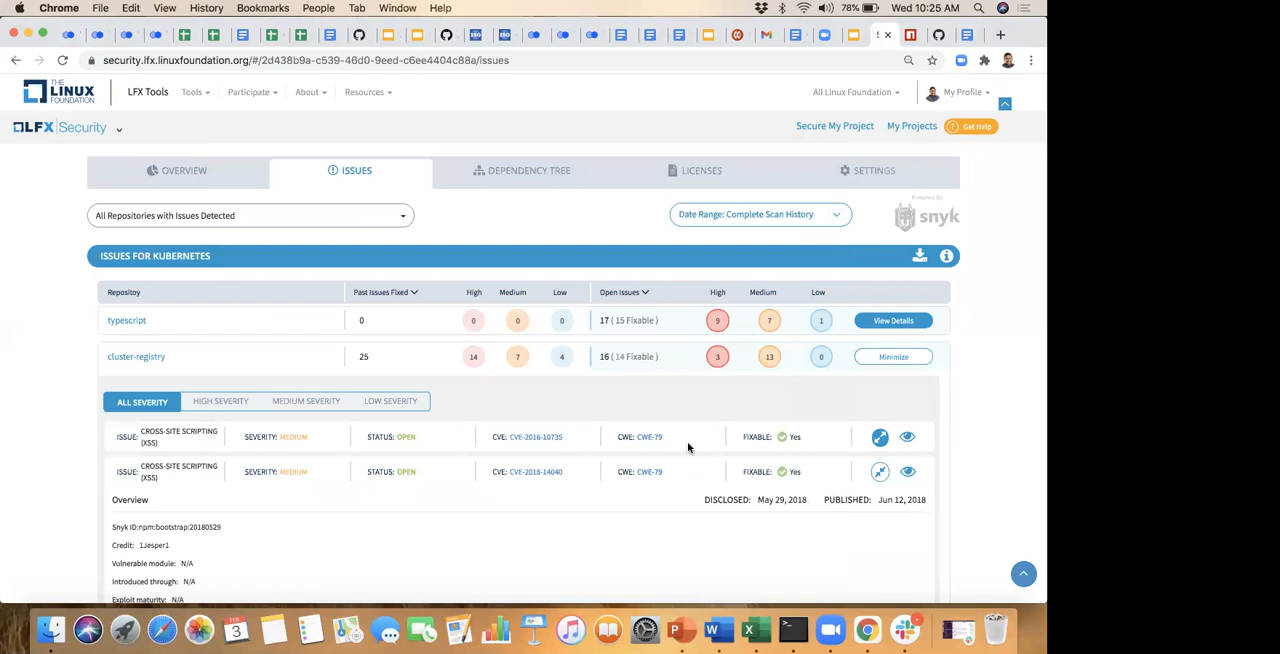 Chrome File Edit View History Bookmarks People Tab Window Help 78% Wed 10:25 AM
security.lfx.linuxfoundation.org/#/2d438b9a-c539-46d0-9eed-c6ee4404c88a/issues
THE LINUX FOUNDATION LFX Tools Tools Participate About Resources All Linux Foundation My Profile
LFX Security Secure My Project My Projects ? Get Help
OVERVIEW ISSUES DEPENDENCY TREE LICENSES SETTINGS
Powered By
All Repositories with Issues Detected Date Range: Complete Scan History snyk
ISSUES FOR KUBERNETES
Repositoy Past Issues Fixed High Medium Low Open Issues High Medium Low
typescript 0 0 0 0 17 ( 15 Fixable ) 9 7 1 View Details
cluster-registry 25 14 7 4 16 ( 14 Fixable ) 3 13 0 Minimize
ALL SEVERITY HIGH SEVERITY MEDIUM SEVERITY LOW SEVERITY
ISSUE: CROSS-SITE SCRIPTING (XSS) SEVERITY: MEDIUM STATUS: OPEN CVE: CVE-2016-10735 CWE: CWE-79 FIXABLE: Yes
ISSUE: CROSS-SITE SCRIPTING (XSS) SEVERITY: MEDIUM STATUS: OPEN CVE: CVE-2018-14040 CWE: CWE-79 FIXABLE: Yes
Overview DISCLOSED: May 29, 2018 PUBLISHED: Jun 12, 2018
Snyk ID:npm:bootstrap:20180529
Credit: 1Jesper1
Vulnerable module: N/A
Introduced through: N/A
Exploit maturity: N/A
FEB
3